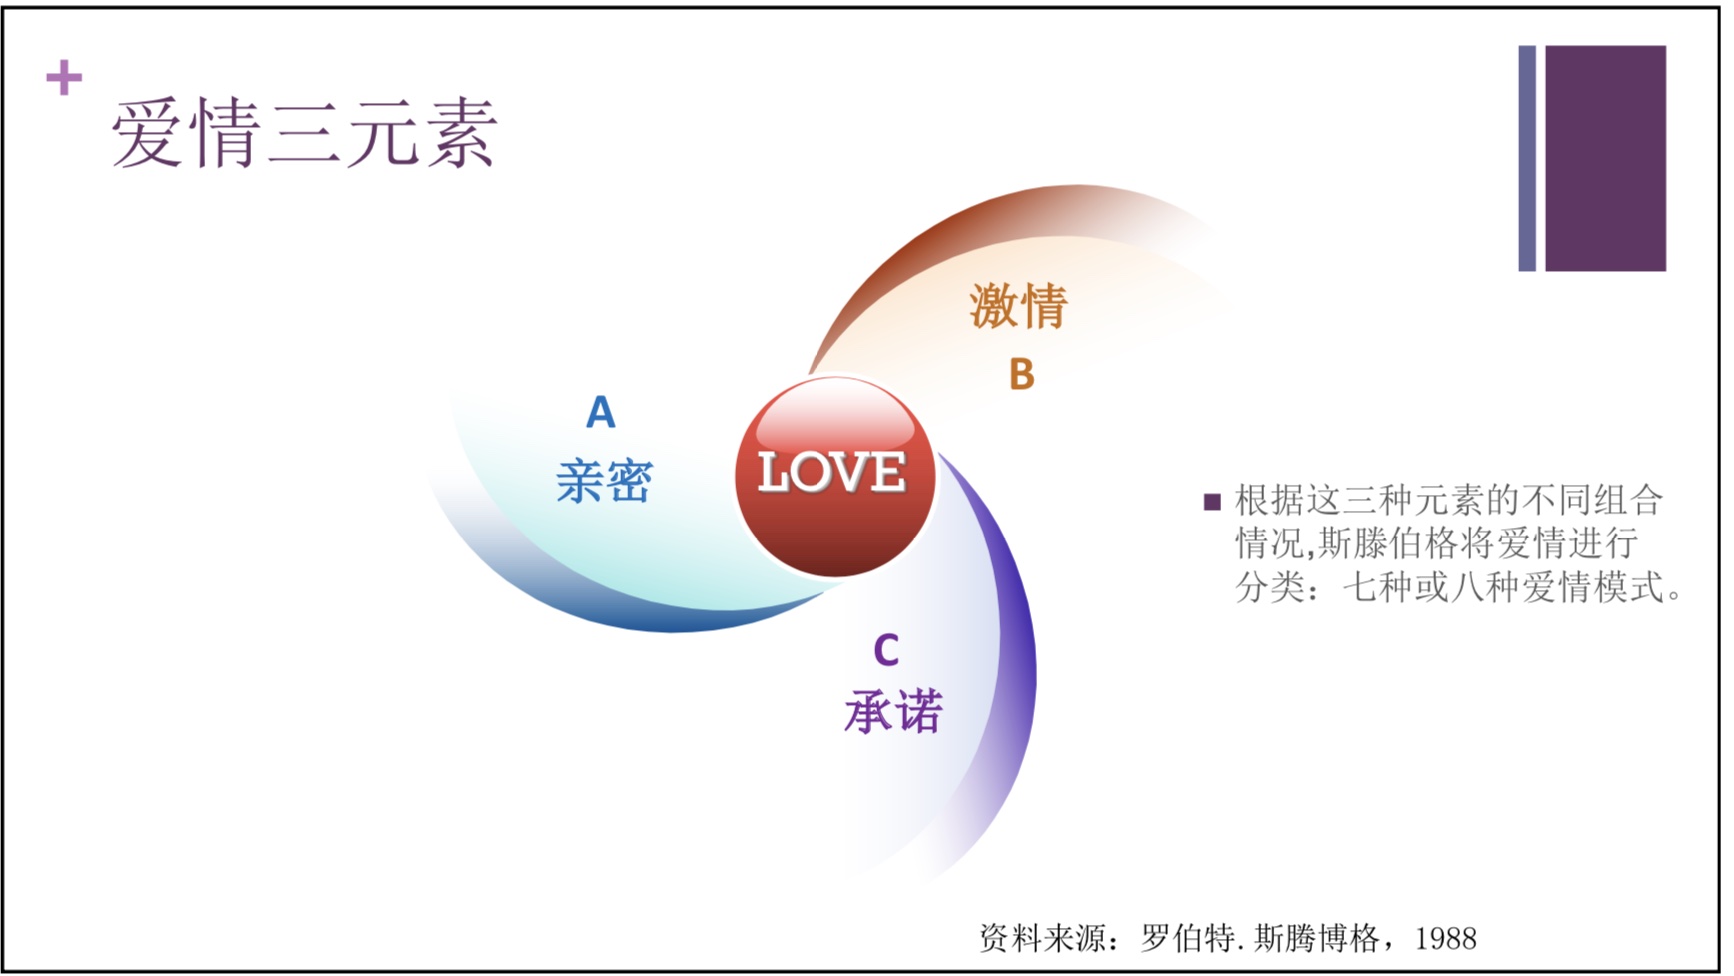 +
爱情三元素
激情
B
A
亲密
LOVE
根据这三种元素的不同组合
情况,斯滕伯格将爱情进行
分类：七种或八种爱情模式。
C
承诺
资料来源：罗伯特.斯腾博格，1988